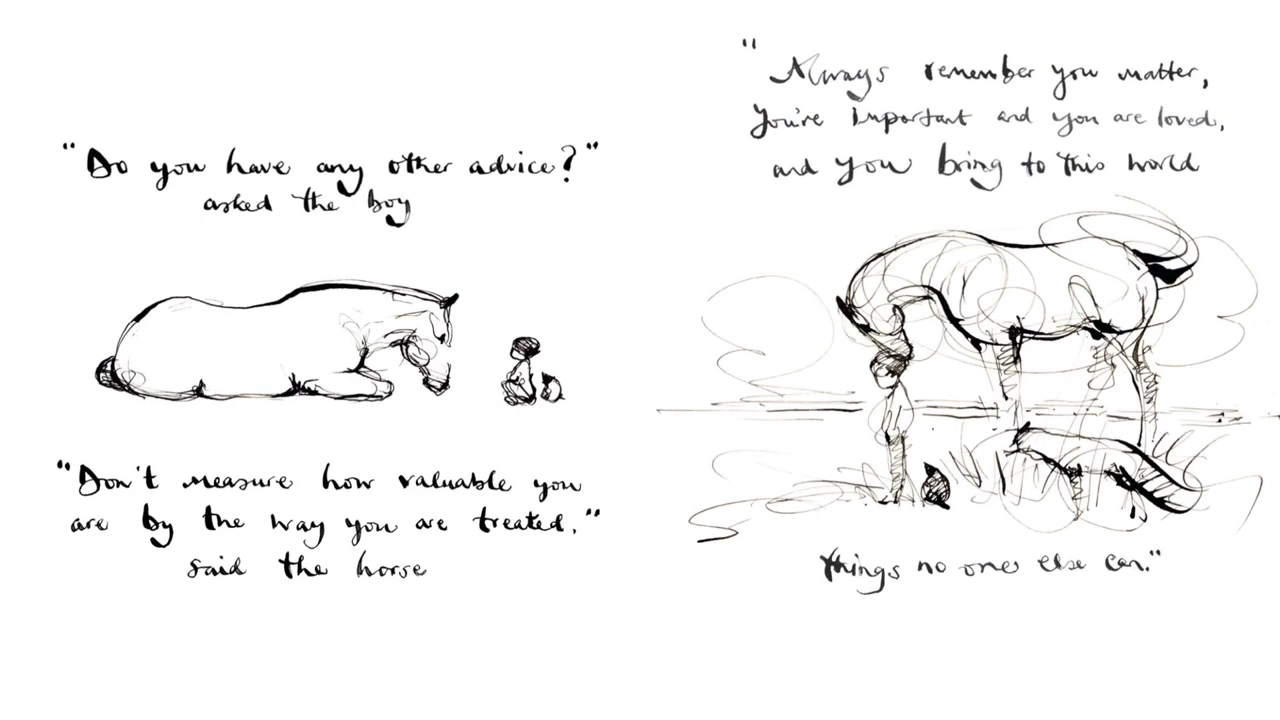 "Do you have any other advice?"
asked the boy
"Don't measure how valuable you
are by the way you are treated."
said the horse
"Always remember you matter,
you're important and you are loved,
and you bring to this world
things no one else can."